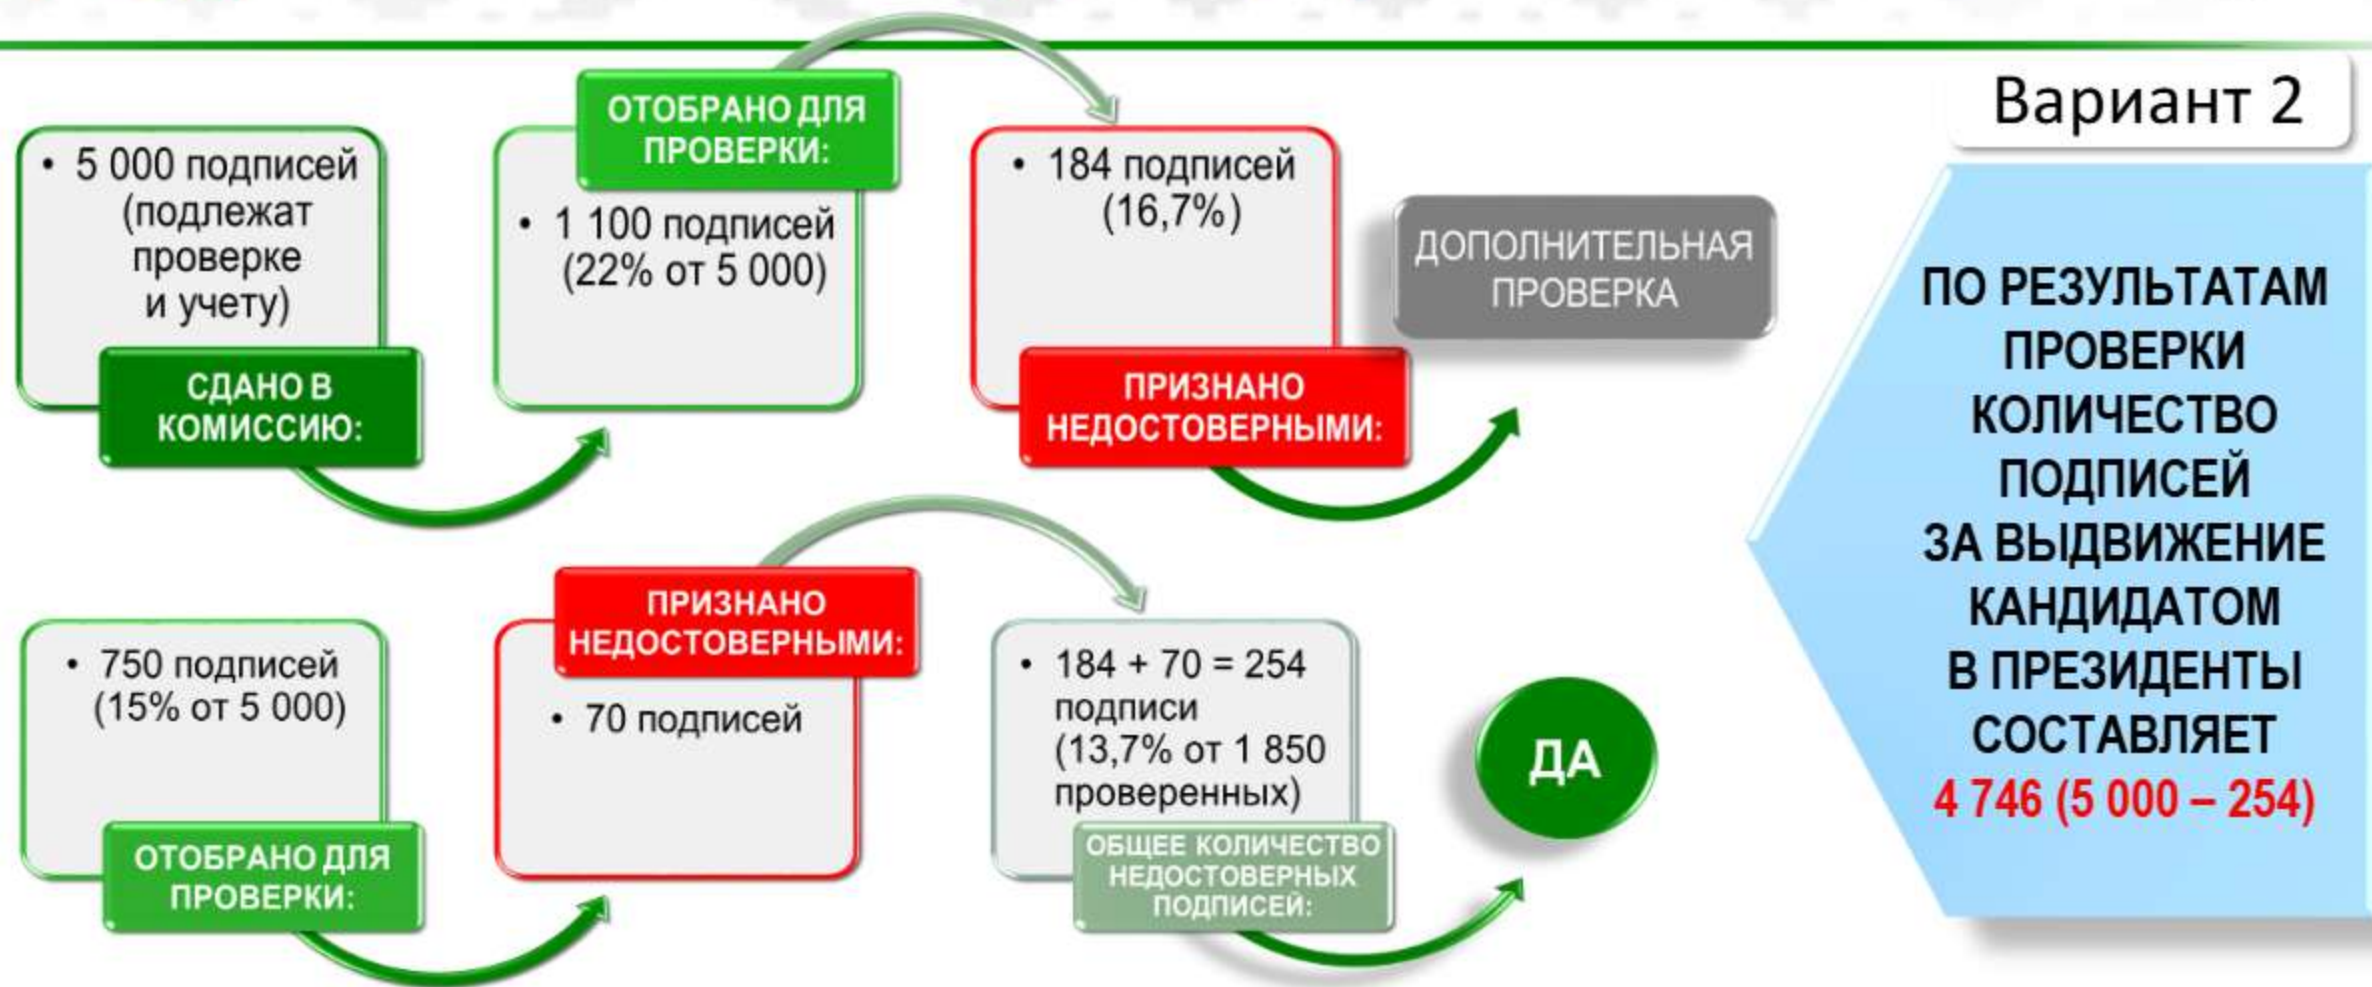 Вариант 2
• 5 000 подписей
(подлежат
проверке
и учету)
СДАНО В
КОМИССИЮ:
ОТОБРАНО ДЛЯ
ПРОВЕРКИ:
• 1 100 подписей
(22% от 5 000)
• 184 подписей
(16,7%)
ПРИЗНАНО
НЕДОСТОВЕРНЫМИ:
ДОПОЛНИТЕЛЬНАЯ
ПРОВЕРКА
• 750 подписей
(15% от 5 000)
ОТОБРАНО ДЛЯ
ПРОВЕРКИ:
ПРИЗНАНО
НЕДОСТОВЕРНЫМИ:
• 70 подписей
• 184 + 70 = 254
подписи
(13,7% от 1 850
проверенных)
ОБЩЕЕ КОЛИЧЕСТВО
НЕДОСТОВЕРНЫХ
ПОДПИСЕЙ:
ДА
ПО РЕЗУЛЬТАТАМ
ПРОВЕРКИ
КОЛИЧЕСТВО
ПОДПИСЕЙ
ЗА ВЫДВИЖЕНИЕ
КАНДИДАТОМ
В ПРЕЗИДЕНТЫ
СОСТАВЛЯЕТ
4 746 (5 000 – 254)